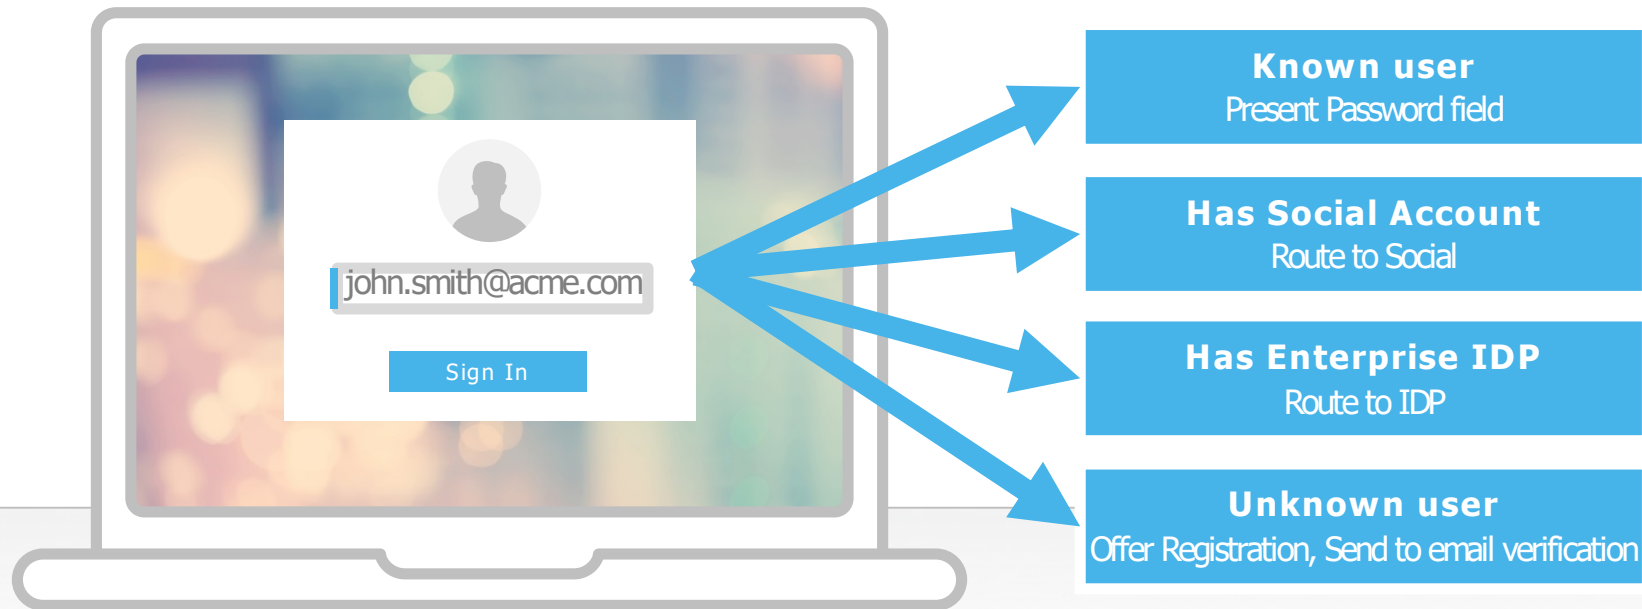 john.smith@acme.com
Sign In
Known user
Present Password field
Has Social Account
Route to Social
Has Enterprise IDP
Route to IDP
Unknown user
Offer Registration, Send to email verification